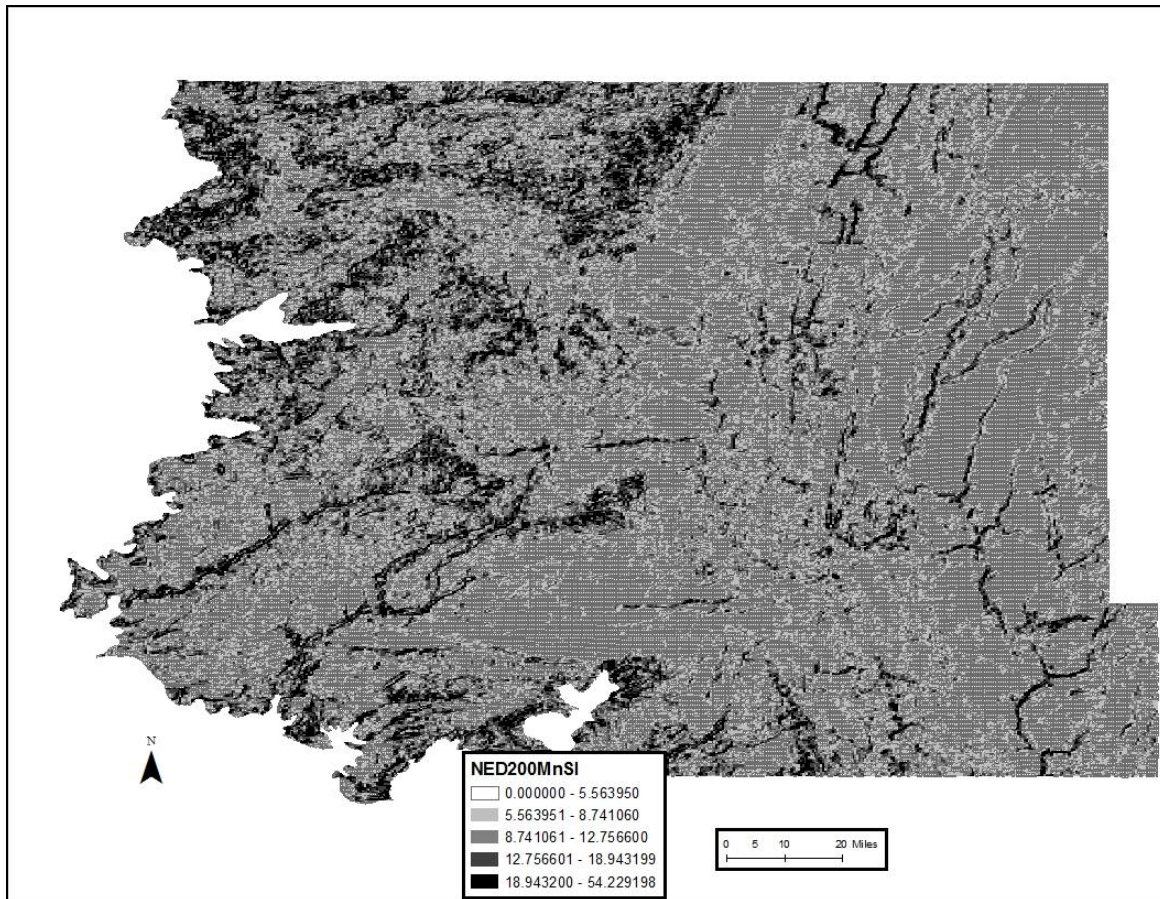 N
NED200MnSl
0.000000 - 5.563950
5.563951 - 8.741060
8.741061 - 12.756600
12.756601 - 18.943199
18.943200 - 54.229198
0 5 10 20 Miles